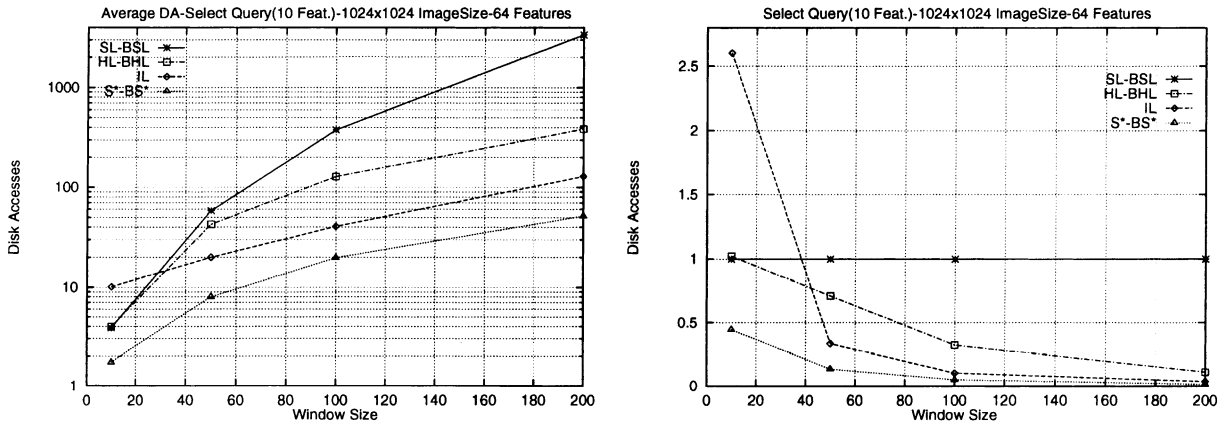 Average DA-Select Query(10 Feat.)-1024x1024 ImageSize-64 Features
SL-BSL
HL-BHL
IL
S*-BS*
1000
100
10
1
Disk Accesses
0 20 40 60 80 100 120 140 160 180 200
Window Size
Select Query(10 Feat.)-1024x1024 ImageSize-64 Features
SL-BSL
HL-BHL
IL
S*-BS*
2.5
2
1.5
1
0.5
0
Disk Accesses
0 20 40 60 80 100 120 140 160 180 200
Window Size